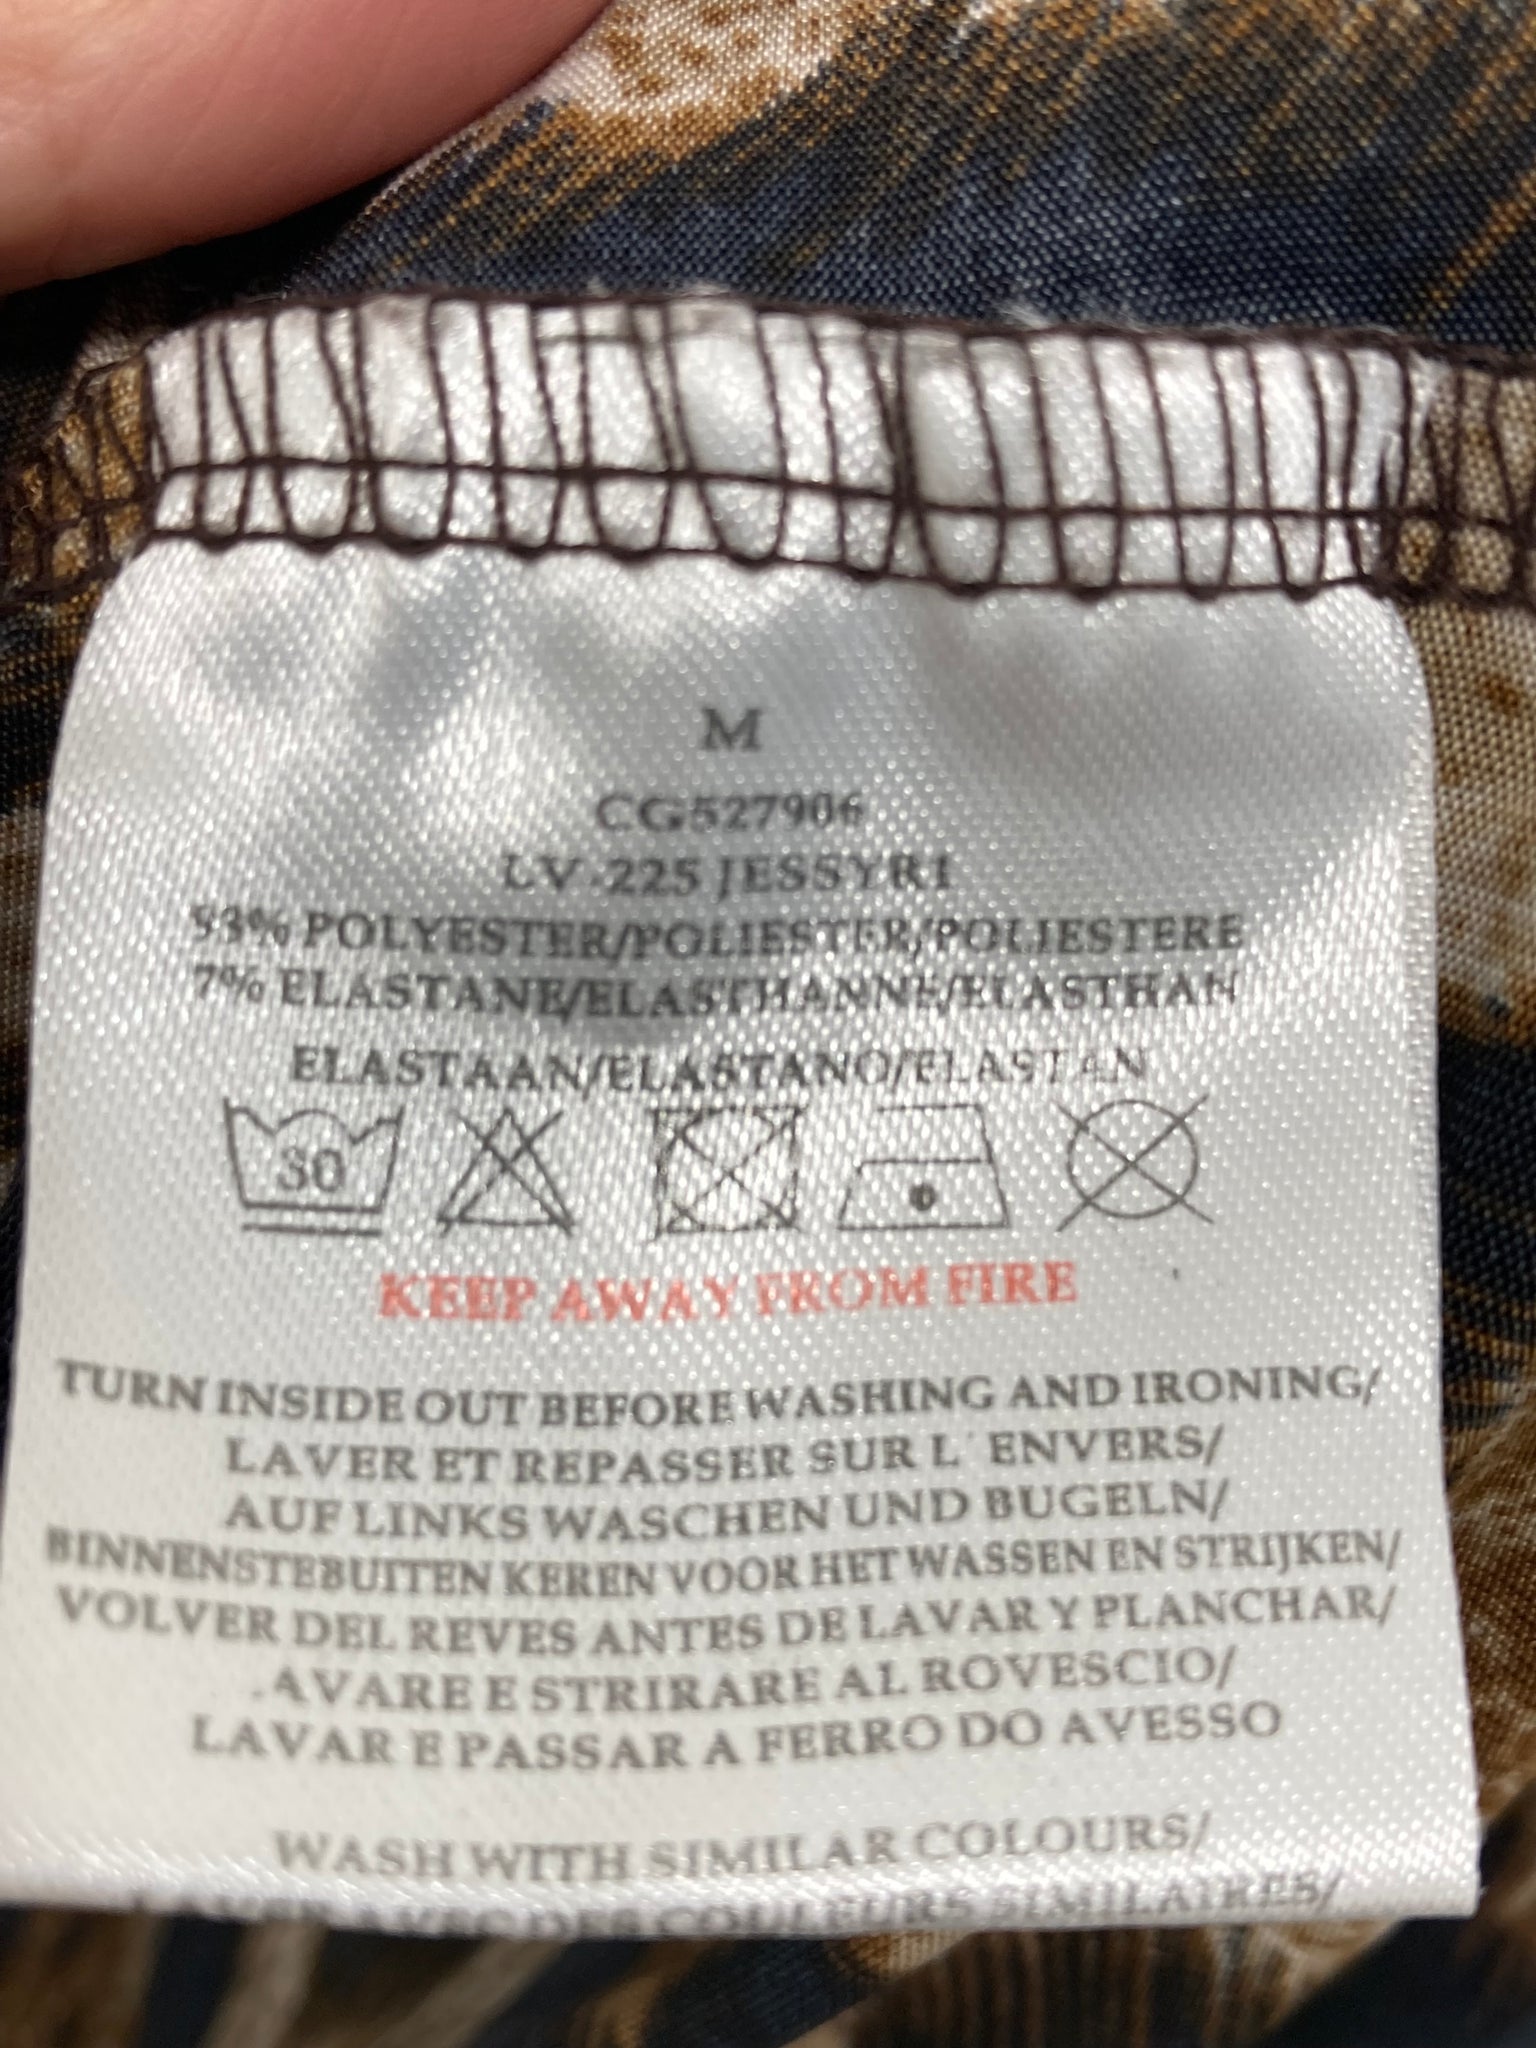 M
CG527906
LV-225 JESSYR1
93% POLYESTER/POLIESTER/POLIESTERE
7% ELASTANE/ELASTHANNE/ELASTHAN
ELASTAAN/ELASTANO/ELASTAN
30
KEEP AWAY FROM FIRE
TURN INSIDE OUT BEFORE WASHING AND IRONING/
LAVER ET REPASSER SUR L' ENVERS/
AUF LINKS WASCHEN UND BUGELN/
BINNENSTEBUITEN KEREN VOOR HET WASSEN EN STRIJKEN/
VOLVER DEL REVES ANTES DE LAVAR Y PLANCHAR/
.AVARE E STRIRARE AL ROVESCIO/
LAVAR E PASSAR A FERRO DO AVESSO
WASH WITH SIMILAR COLOURS/
DES COULEURS SIMILAIRES/